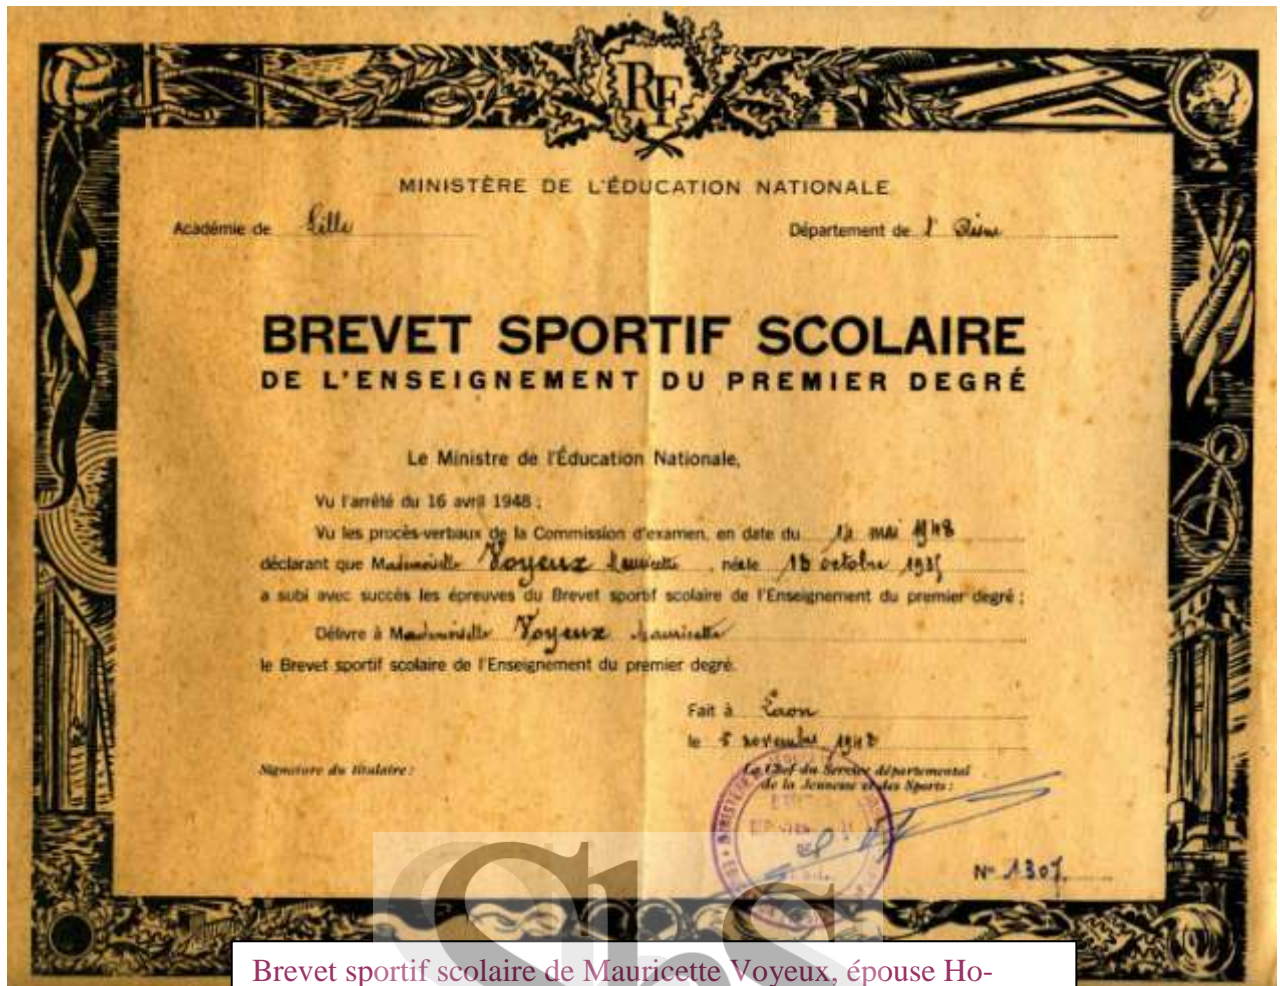 RF
MINISTÈRE DE L'ÉDUCATION NATIONALE
Académie de Lille Département de l'Aisne
BREVET SPORTIF SCOLAIRE
DE L'ENSEIGNEMENT DU PREMIER DEGRÉ
Le Ministre de l'Éducation Nationale,
Vu l'arrêté du 16 avril 1948 ;
Vu les procès-verbaux de la Commission d'examen, en date du mai 1948
déclarant que Mademoiselle Voyeux Mauricette , née le octobre 1935
a subi avec succès les épreuves du Brevet sportif scolaire de l'Enseignement du premier degré ;
Délivre à Mademoiselle Voyeux Mauricette
le Brevet sportif scolaire de l'Enseignement du premier degré.
Fait à Laon
le 5 novembre 1948
Signature du titulaire :
Le Chef du Service départemental
de la Jeunesse et des Sports :
MINISTÈRE
N° 1307.
Shs
Brevet sportif scolaire de Mauricette Voyeux, épouse Ho-